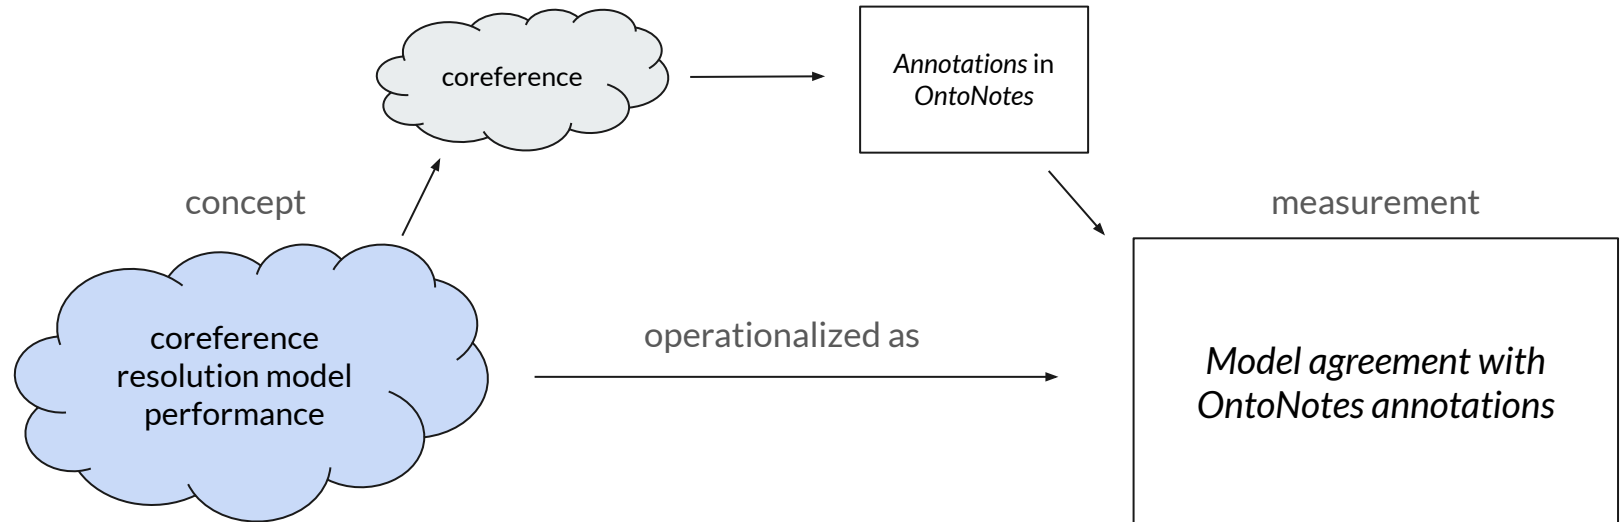 coreference
Annotations in
OntoNotes
concept
measurement
coreference
resolution model
performance
operationalized as
Model agreement with
OntoNotes annotations